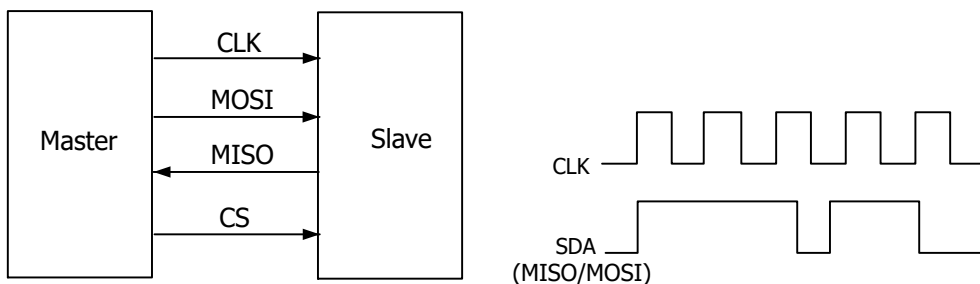 CLK
MOSI
Master
MISO
Slave
CS
CLK
SDA
(MISO/MOSI)